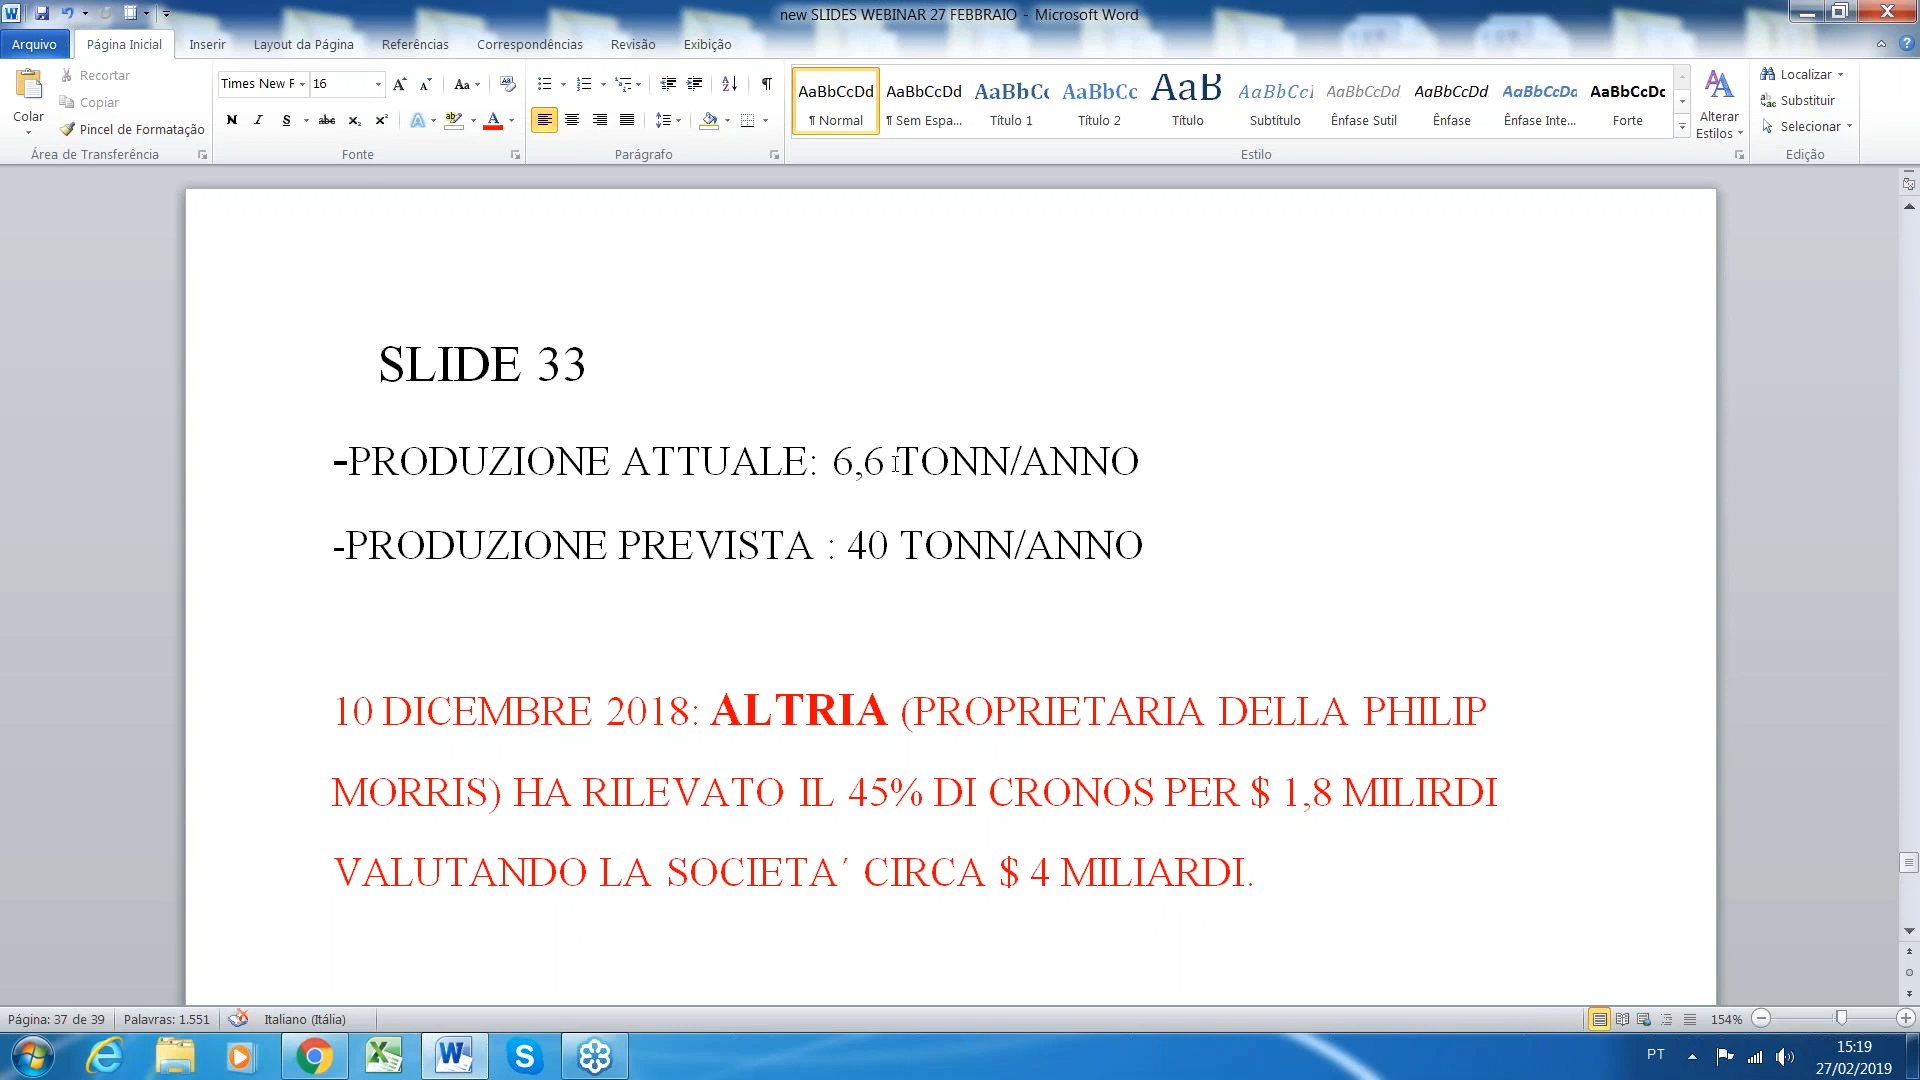 new SLIDES WEBINAR 27 FEBBRAIO - Microsoft Word
Arquivo Página Inicial Inserir Layout da Página Referências Correspondências Revisão Exibição
Colar
Recortar
Copiar
Pincel de Formatação
Área de Transferência
Times New F 16
N I S abc x₂ x² A ab A
Fonte
Parágrafo
AaBbCcDd AaBbCcDd AaBbCc AaBbCc AaB AaBbCcI AaBbCcDd AaBbCcDd AaBbCcDd AaBbCcDc
¶ Normal ¶ Sem Espa... Título 1 Título 2 Título Subtítulo Ênfase Sutil Ênfase Ênfase Inte... Forte
Estilo
Alterar
Estilos
Localizar
Substituir
Selecionar
Edição
SLIDE 33
-PRODUZIONE ATTUALE: 6,6 TONN/ANNO
-PRODUZIONE PREVISTA : 40 TONN/ANNO
10 DICEMBRE 2018: ALTRIA (PROPRIETARIA DELLA PHILIP
MORRIS) HA RILEVATO IL 45% DI CRONOS PER $ 1,8 MILIRDI
VALUTANDO LA SOCIETA´ CIRCA $ 4 MILIARDI.
Página: 37 de 39 Palavras: 1.551 Italiano (Itália) 154%
PT 15:19
27/02/2019